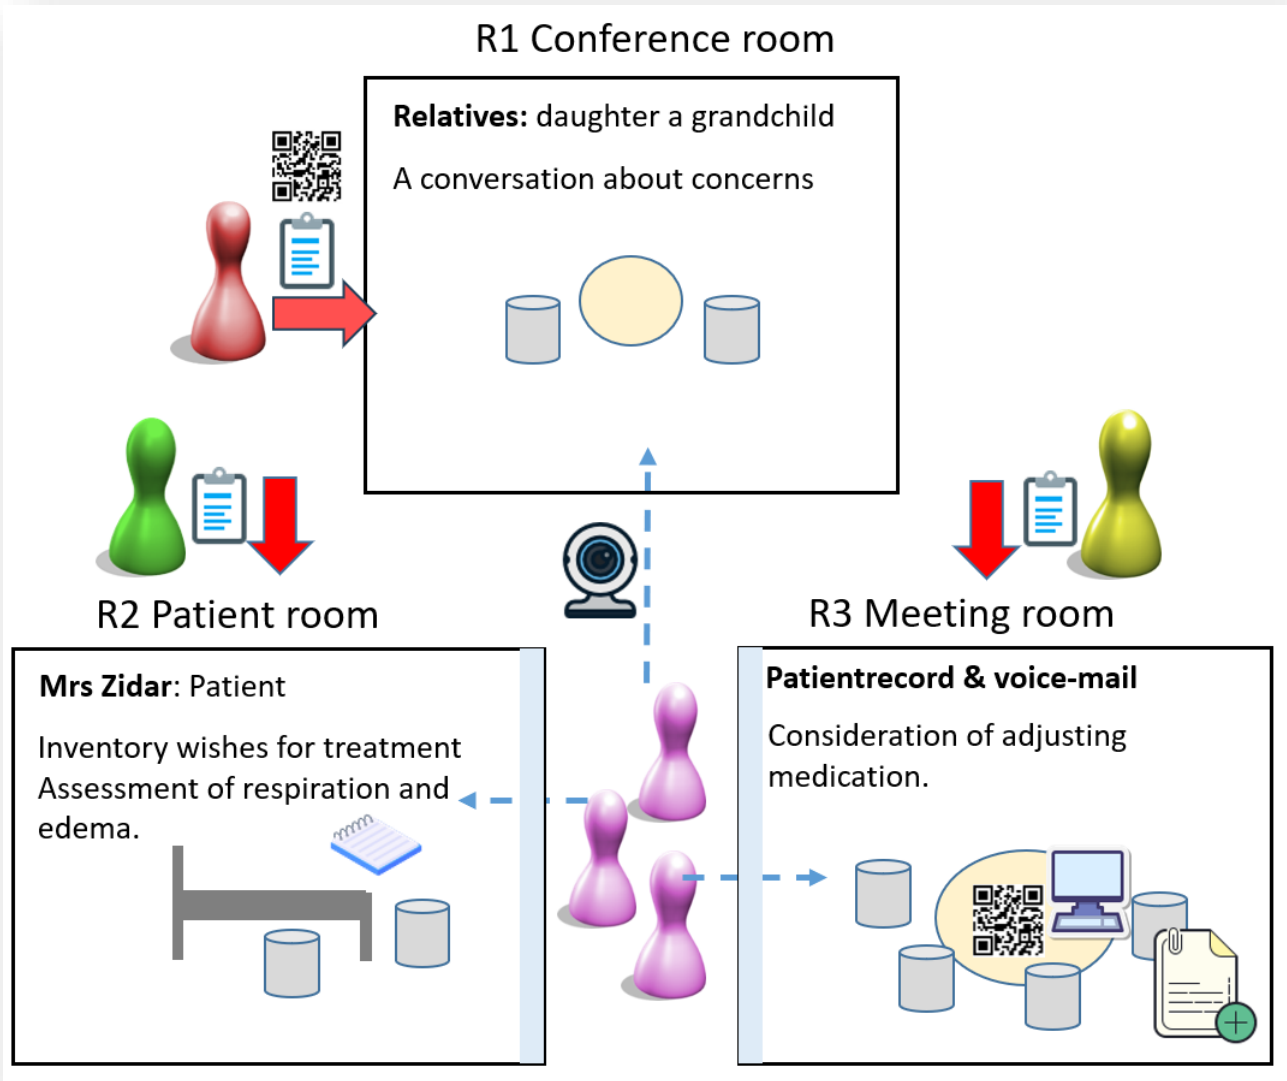 R1 Conference room
Relatives: daughter a grandchild
A conversation about concerns
R2 Patient room
Mrs Zidar: Patient
Inventory wishes for treatment
Assessment of respiration and
edema.
R3 Meeting room
Patientrecord & voice-mail
Consideration of adjusting
medication.